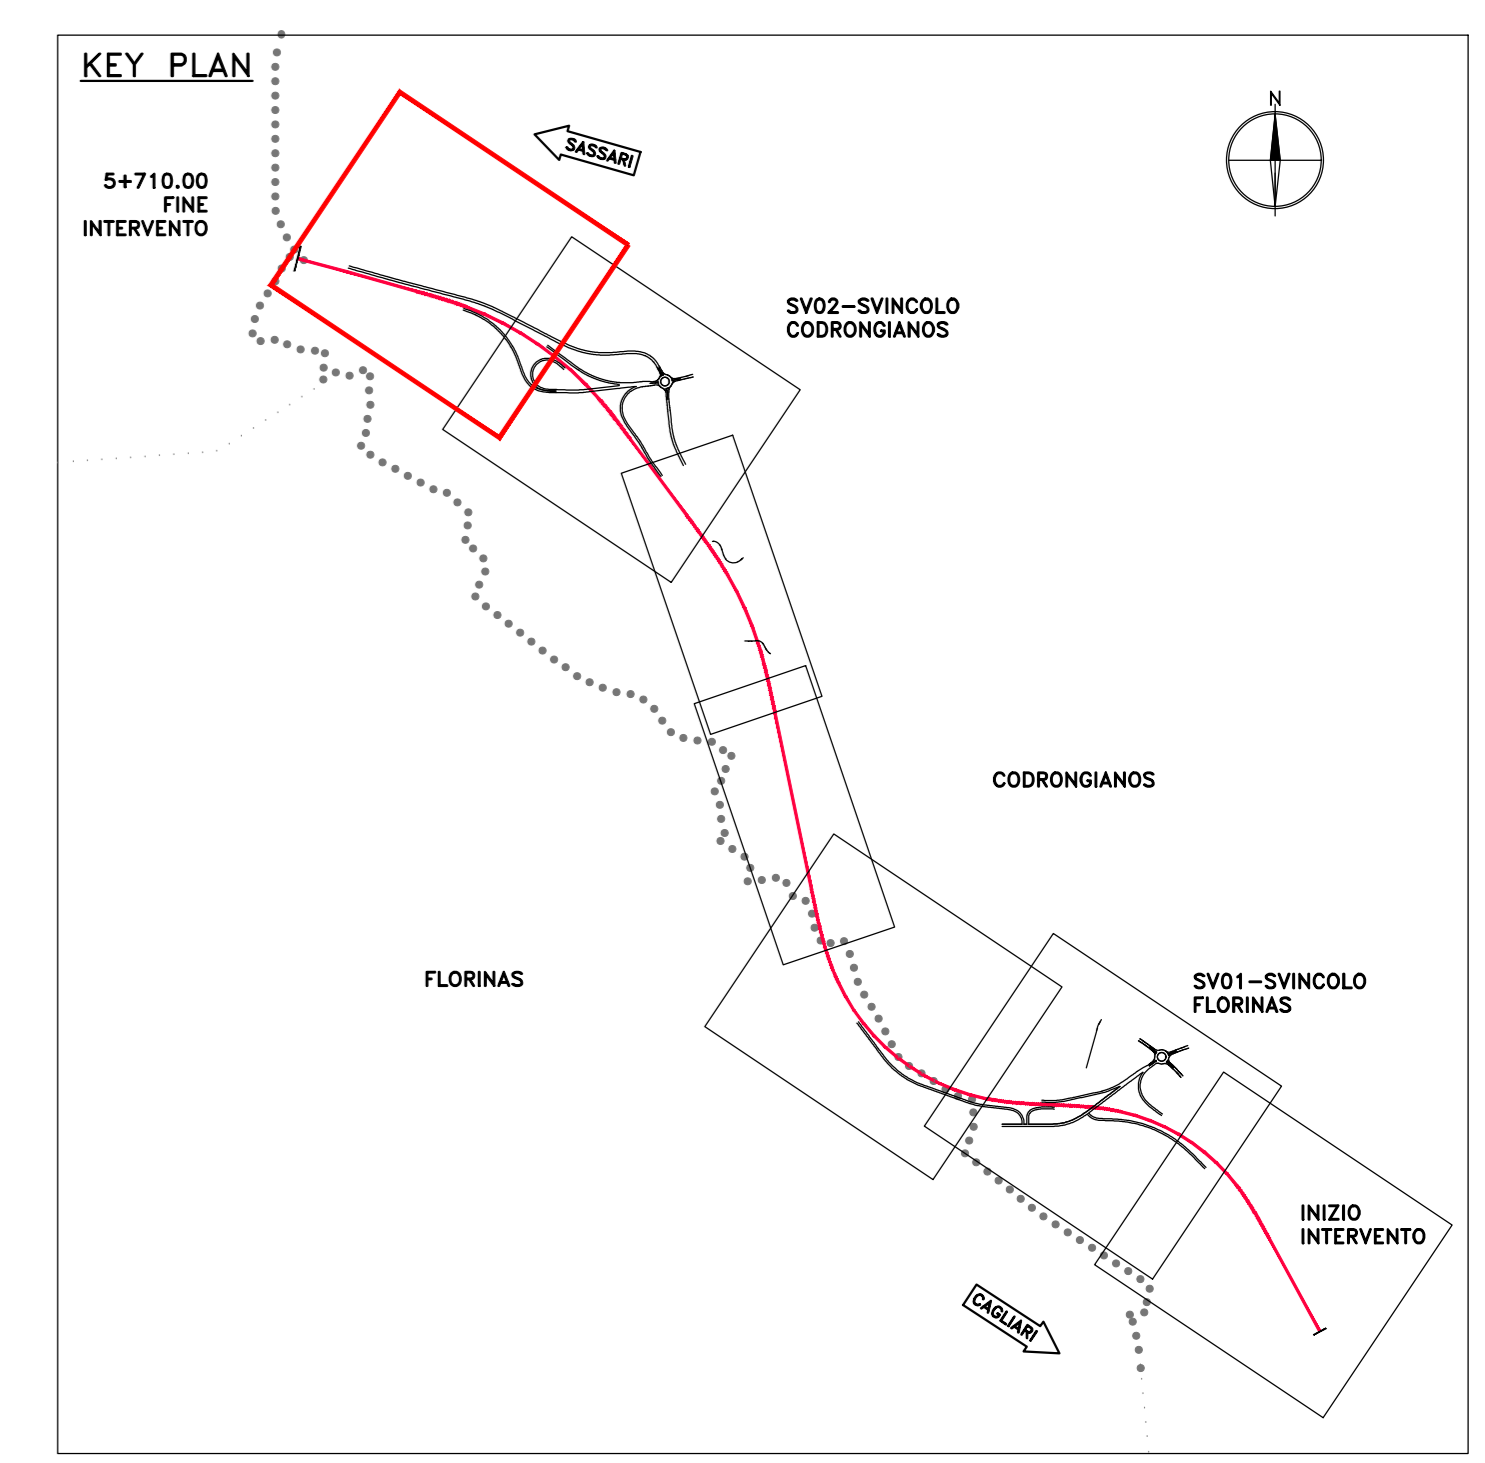 KEY PLAN
N
SASSARI
5+710.00
FINE
INTERVENTO
SV02-SVINCOLO
CODRONGIANOS
CODRONGIANOS
FLORINAS
SV01-SVINCOLO
FLORINAS
INIZIO
INTERVENTO
CAGLIARI